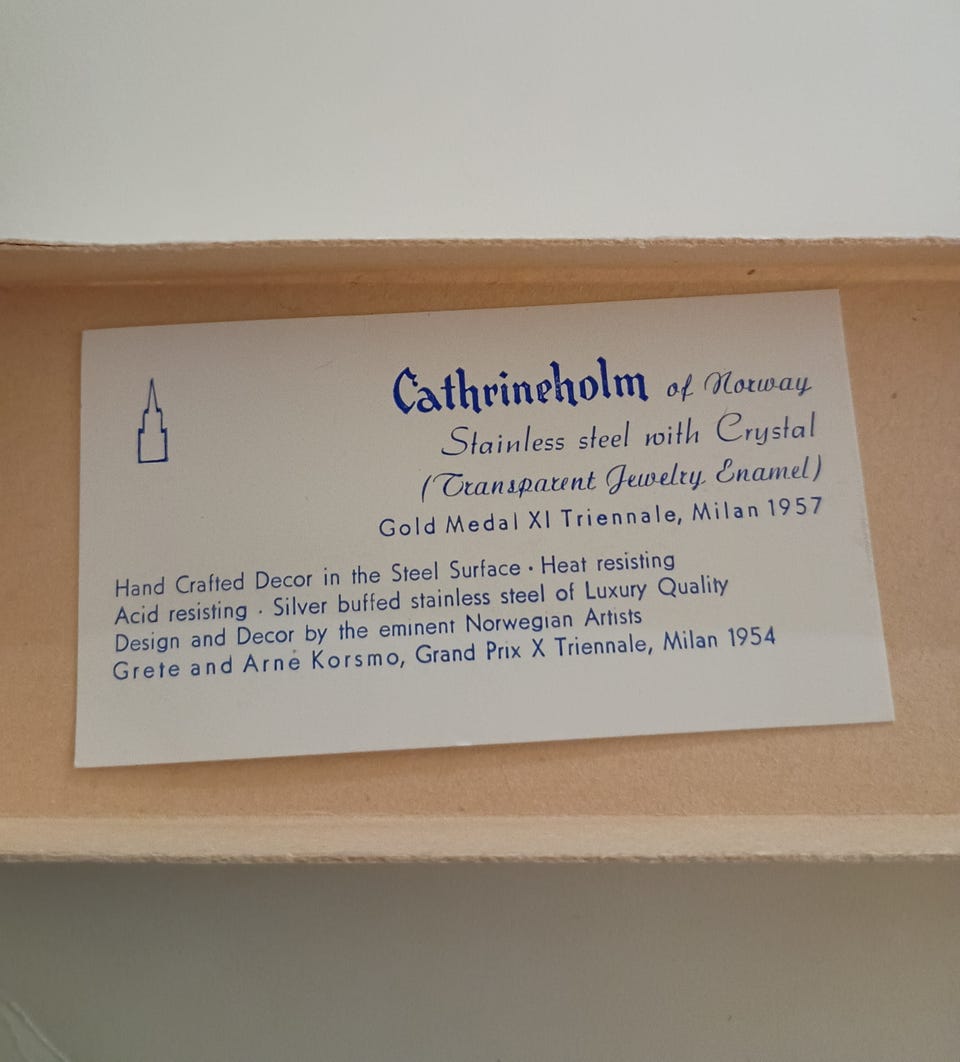 Cathrineholm of Norway
Stainless steel with Crystal
(Transparent Jewelry Enamel)
Gold Medal XI Triennale, Milan 1957
Hand Crafted Decor in the Steel Surface · Heat resisting
Acid resisting · Silver buffed stainless steel of Luxury Quality
Design and Decor by the eminent Norwegian Artists
Grete and Arne Korsmo, Grand Prix X Triennale, Milan 1954